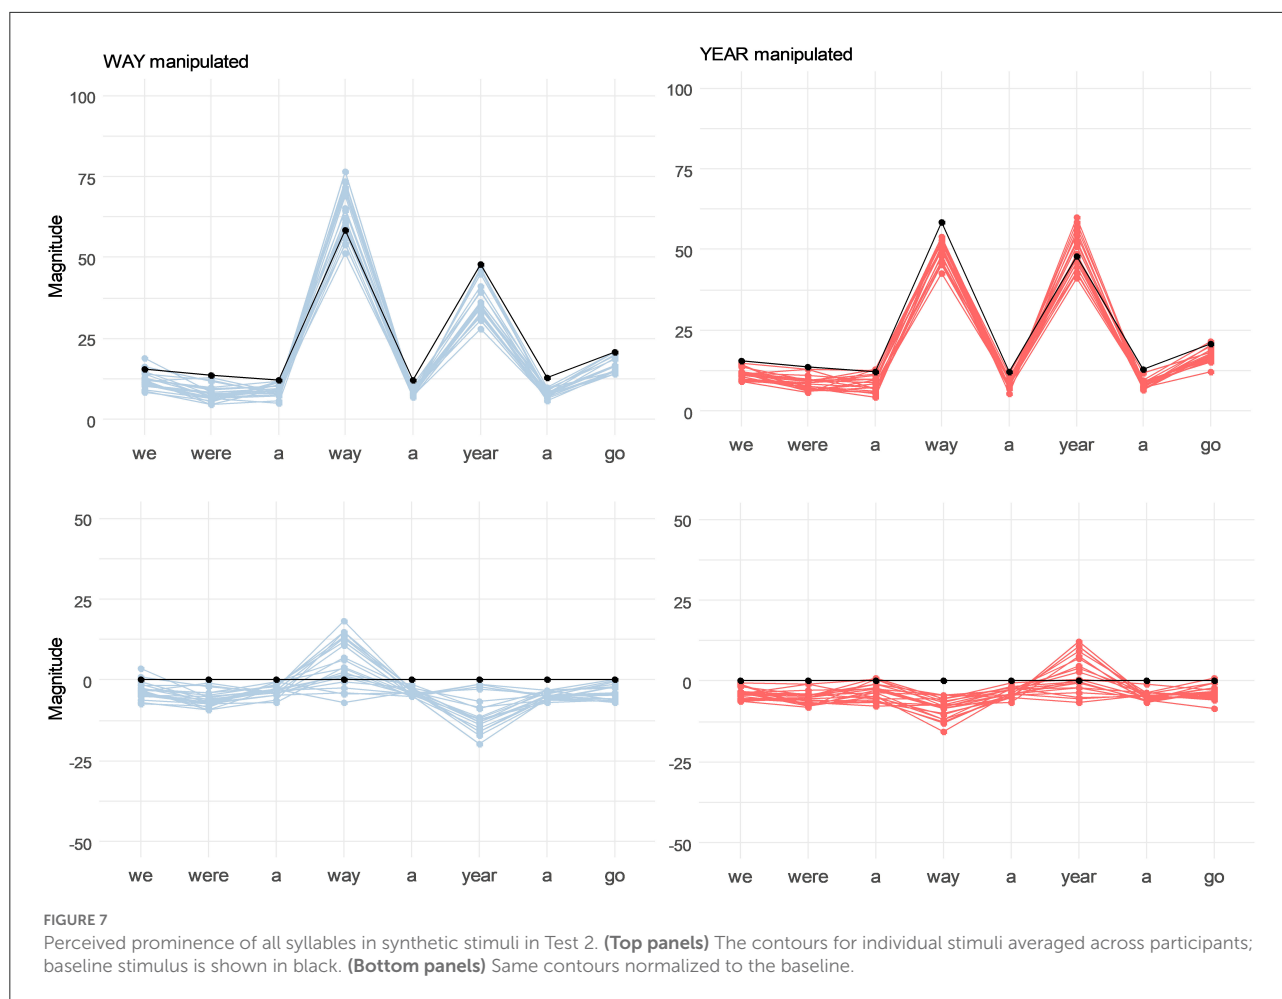 WAY manipulated
100
75
50
25
0
Magnitude
we were a way a year a go
YEAR manipulated
100
75
50
25
0
we were a way a year a go
50
25
0
-25
-50
Magnitude
we were a way a year a go
50
25
0
-25
-50
we were a way a year a go
FIGURE 7
Perceived prominence of all syllables in synthetic stimuli in Test 2. (Top panels) The contours for individual stimuli averaged across participants;
baseline stimulus is shown in black. (Bottom panels) Same contours normalized to the baseline.